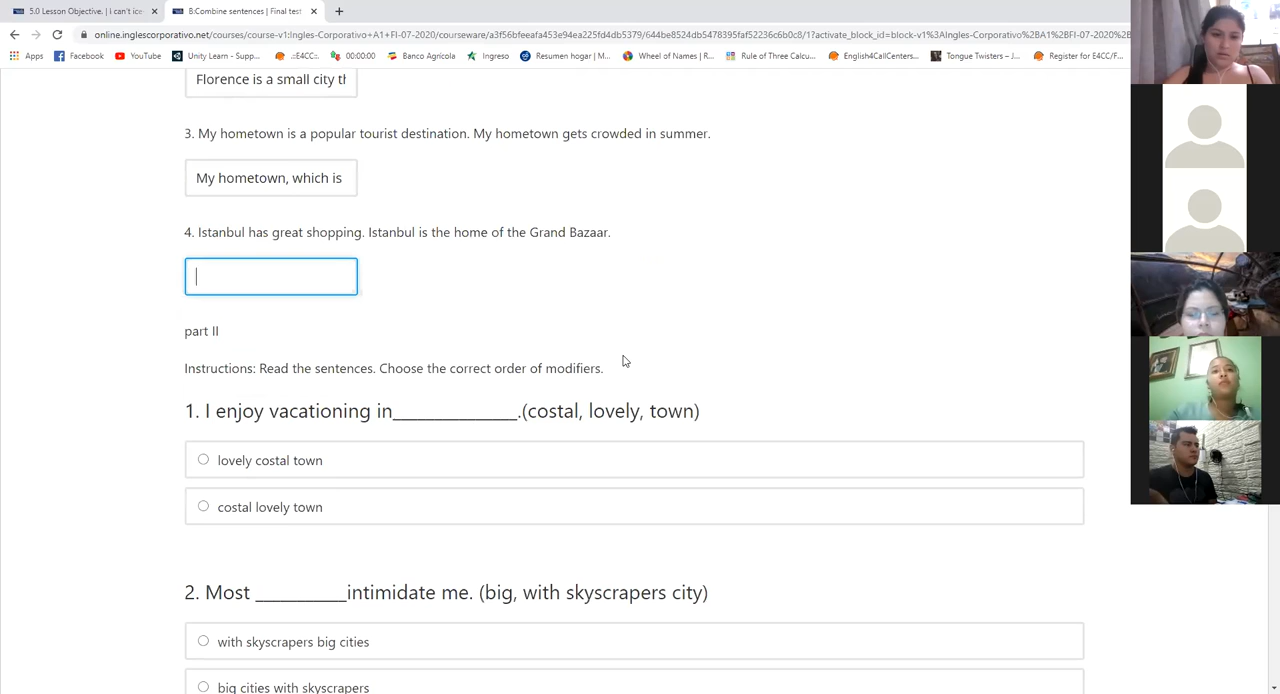 5.0 Lesson Objective. | I can't ice
B:Combine sentences | Final test
online.inglescorporativo.net/courses/course-v1:Ingles-Corporativo+A1+FI-07-2020/courseware/a3f56bfeefa453e94ea225fd4db5379/644be8524db5478395faf52236c6b0c8/1?activate_block_id=block-v1%3AIngles-Corporativo%2BA1%2BFI-07-2020%2B
Apps Facebook YouTube Unity Learn - Supp... .:E4CC:. 00:00:00 Banco Agrícola Ingreso Resumen hogar | M... Wheel of Names | R... Rule of Three Calcu... English4CallCenters... Tongue Twisters – J... Register for E4CC/F...
Florence is a small city th
3. My hometown is a popular tourist destination. My hometown gets crowded in summer.
My hometown, which is
4. Istanbul has great shopping. Istanbul is the home of the Grand Bazaar.
part II
Instructions: Read the sentences. Choose the correct order of modifiers.
1. I enjoy vacationing in______________.(costal, lovely, town)
lovely costal town
costal lovely town
2. Most __________intimidate me. (big, with skyscrapers city)
with skyscrapers big cities
big cities with skyscrapers